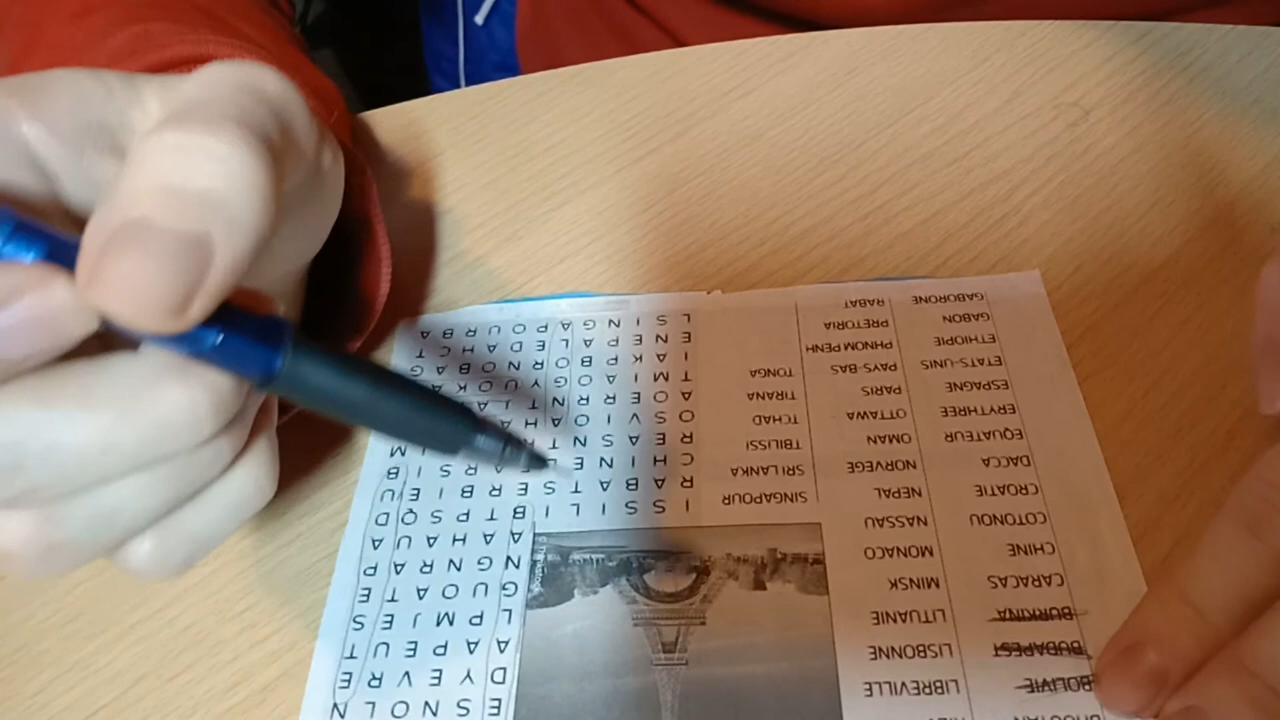 BOLIVIE
BUDAPEST
BURKINA
CARACAS
CHINE
COTONOU
CROATIE
DACCA
EQUATEUR
ERYTHREE
ESPAGNE
ETATS-UNIS
ETHIOPIE
GABON
GABORONE
LIBREVILLE
LISBONNE
LITUANIE
MINSK
MONACO
NASSAU
NEPAL
NORVEGE
OMAN
OTTAWA
PARIS
PAYS-BAS
PHNOM PENH
PRETORIA
RABAT
SINGAPOUR
SRI LANKA
TBILISSI
TCHAD
TIRANA
TONGA
E S N O L N
D Y E V R E
A A P E U T
L P M J E S
G U O A T E
N G N R A P
A A H A U A
I S S I L I B T P S Q D
R A B A T S E R B I E U
C H I N E
R E A S N T
O S V I O A H
A O E R R N T I A
T M I A O G Y U O K A
I A K P B O R N O B A G
E N E P A L E D A H C T
L S I N G A P O U R B A